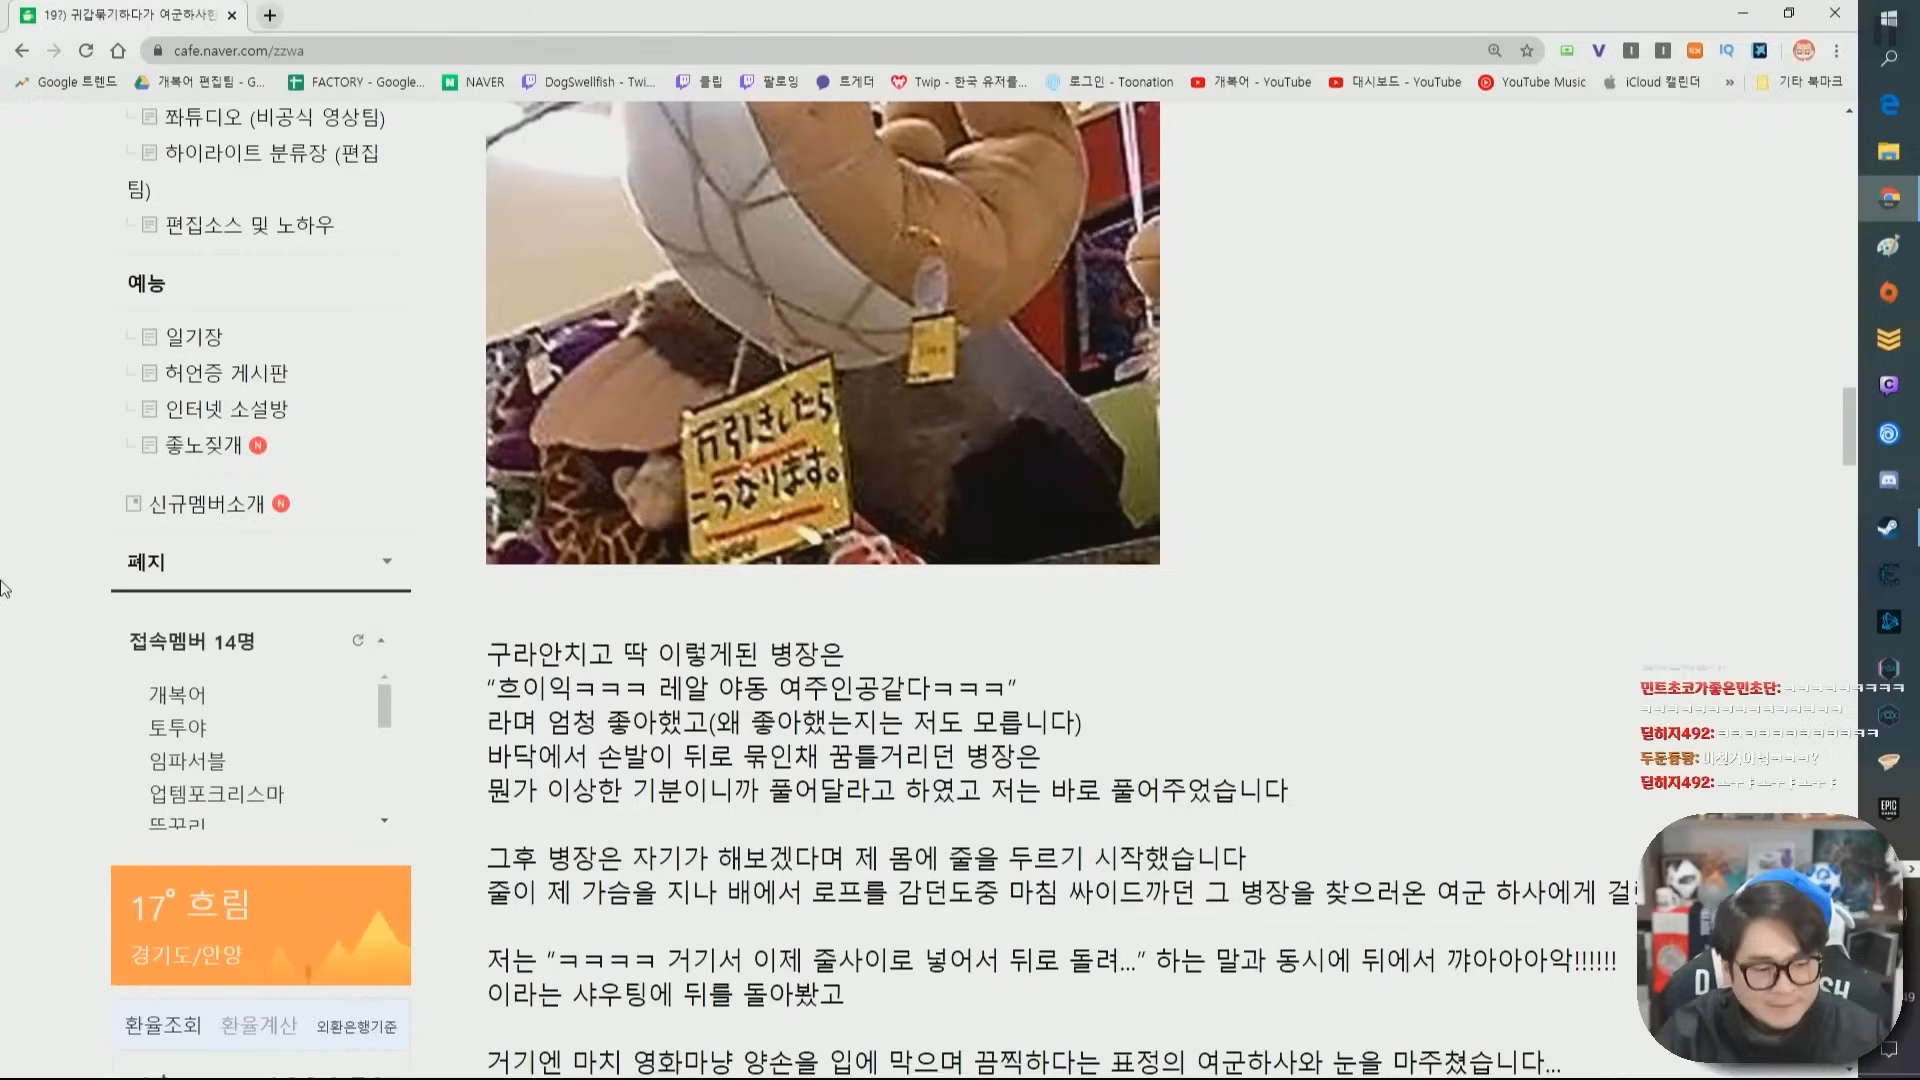 19?) 귀갑묶기하다가 여군하사한
cafe.naver.com/zzwa
Google 트렌드
개복어 편집팀 - G...
FACTORY - Google...
NAVER
DogSwellfish - Twi...
클립
팔로잉
트게더
Twip - 한국 유저를...
로그인 - Toonation
개복어 - YouTube
대시보드 - YouTube
YouTube Music
iCloud 캘린더
기타 북마크
쫘튜디오 (비공식 영상팀)
하이라이트 분류장 (편집
팀)
편집소스 및 노하우
예능
일기장
허언증 게시판
인터넷 소설방
좋노짖개 N
신규멤버소개 N
폐지
접속멤버 14명
개복어
토투야
임파서블
업템포크리스마
뜨꾸리
17° 흐림
경기도/안양
환율조회 환율계산 외환은행기준
万引きしたら
こうなります。
구라안치고 딱 이렇게된 병장은
"흐이익ㅋㅋㅋ 레알 야동 여주인공같다ㅋㅋㅋ"
라며 엄청 좋아했고(왜 좋아했는지는 저도 모릅니다)
바닥에서 손발이 뒤로 묶인채 꿈틀거리던 병장은
뭔가 이상한 기분이니까 풀어달라고 하였고 저는 바로 풀어주었습니다
그후 병장은 자기가 해보겠다며 제 몸에 줄을 두르기 시작했습니다
줄이 제 가슴을 지나 배에서 로프를 감던도중 마침 싸이드까던 그 병장을 찾으러온 여군 하사에게
저는 "ㅋㅋㅋㅋ 거기서 이제 줄사이로 넣어서 뒤로 돌려..." 하는 말과 동시에 뒤에서 꺄아아아악!!!!!!
이라는 샤우팅에 뒤를 돌아봤고
거기엔 마치 영화마냥 양손을 입에 막으며 끔찍하다는 표정의 여군하사와 눈을 마주쳤습니다...
민트초코가좋은민초단: ㅋㅋㅋㅋㅋㅋㅋㅋㅋ
ㅋㅋㅋㅋㅋㅋㅋㅋㅋㅋㅋㅋㅋㅋㅋ
딛히지492: ㅋㅋㅋㅋㅋㅋㅋㅋㅋㅋㅋㅋ
두둔둠당:
딛히지492: ㅗㅜㅑㅗㅜㅑㅗㅜㅑ
EPIC